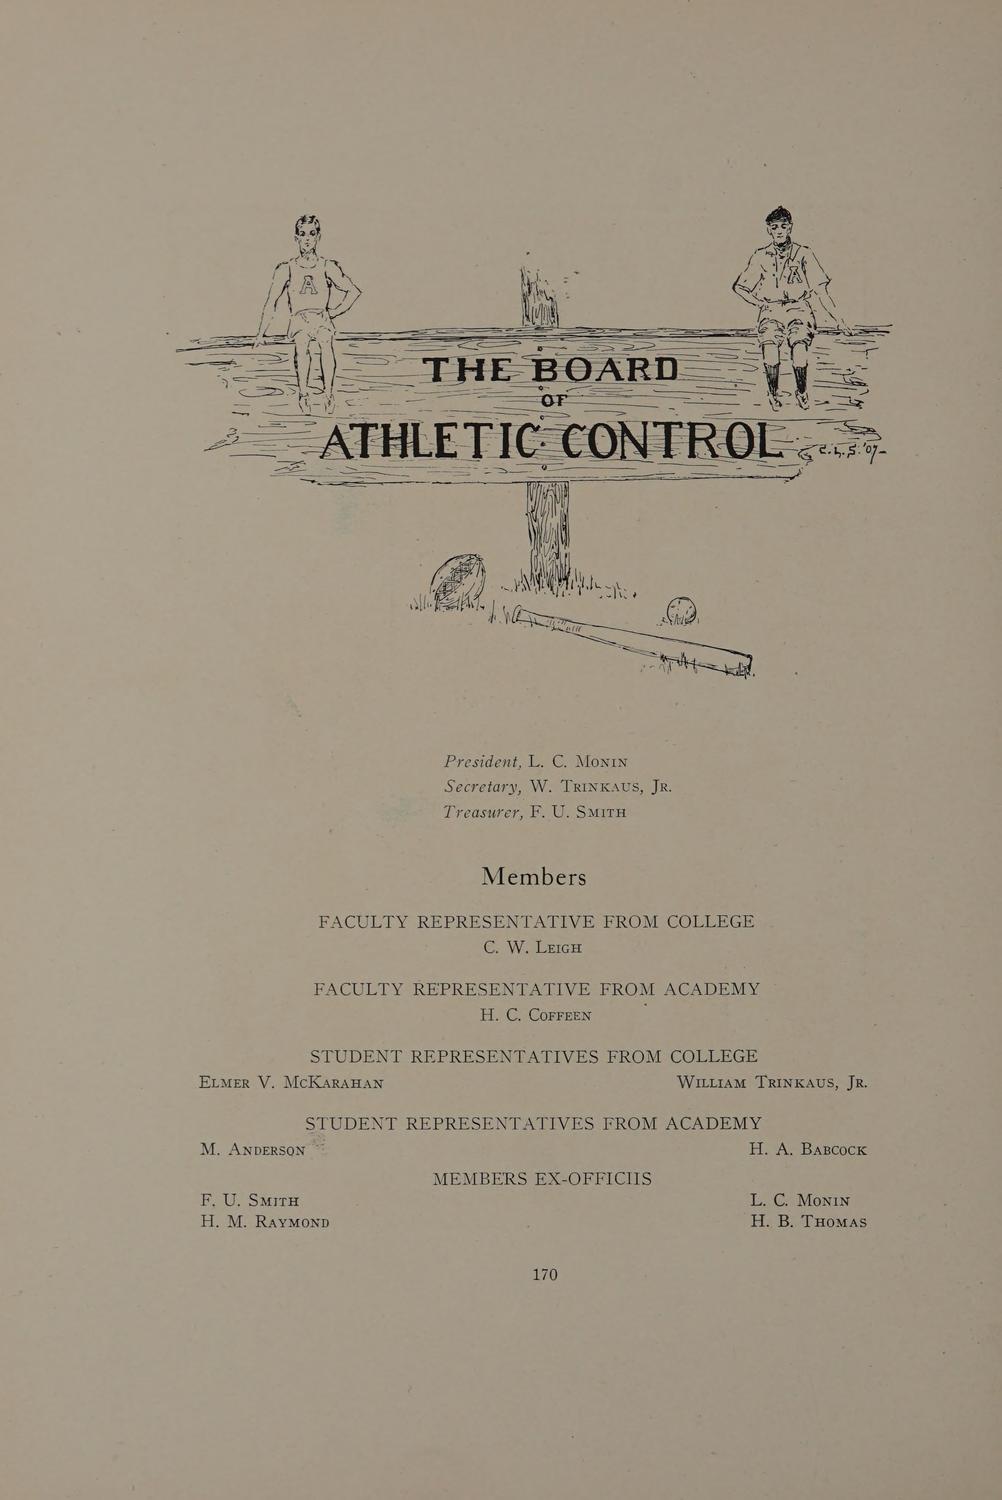 A
A
THE BOARD
OF
ATHLETIC CONTROL
C.L.S. '07-
President, L. C. Monin
Secretary, W. Trinkaus, Jr.
Treasurer, F. U. Smith
Members
FACULTY REPRESENTATIVE FROM COLLEGE
C. W. Leigh
FACULTY REPRESENTATIVE FROM ACADEMY
H. C. Coffeen
STUDENT REPRESENTATIVES FROM COLLEGE
Elmer V. McKarahan William Trinkaus, Jr.
STUDENT REPRESENTATIVES FROM ACADEMY
M. Anderson H. A. Babcock
MEMBERS EX-OFFICIIS
F. U. Smith L. C. Monin
H. M. Raymond H. B. Thomas
170